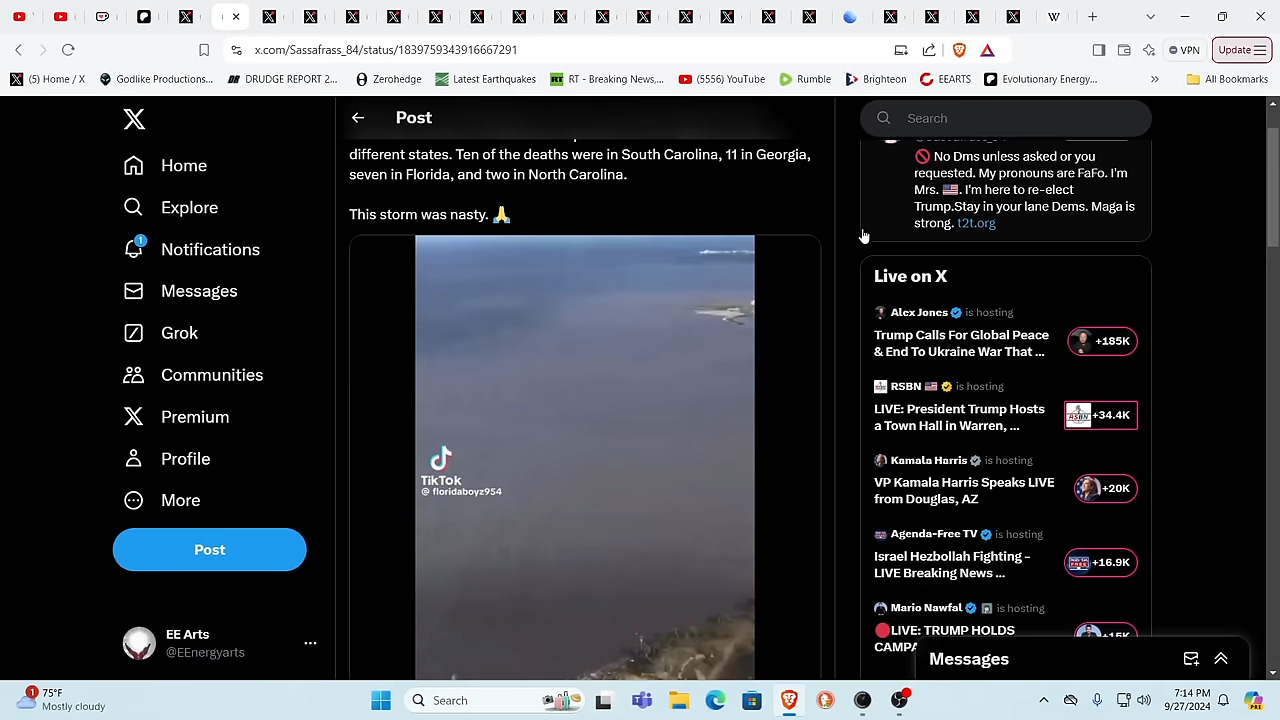 x.com/Sassafrass_84/status/1839759343916667291
VPN
Update
(5) Home / X
Godlike Productions...
DRUDGE REPORT 2...
Zerohedge
Latest Earthquakes
RT - Breaking News,...
(5556) YouTube
Rumble
Brighteon
EEARTS
Evolutionary Energy...
»
All Bookmarks
Home
Explore
1
Notifications
Messages
Grok
Communities
Premium
Profile
More
Post
EE Arts
@EEnergyarts
Post
different states. Ten of the deaths were in South Carolina, 11 in Georgia,
seven in Florida, and two in North Carolina.
This storm was nasty. 🙏
TikTok
@ floridaboyz954
Search
🚫 No Dms unless asked or you
requested. My pronouns are FaFo. I'm
Mrs. 🇺🇸. I'm here to re-elect
Trump.Stay in your lane Dems. Maga is
strong. t2t.org
Live on X
Alex Jones is hosting
Trump Calls For Global Peace
& End To Ukraine War That ...
+185K
RSBN 🇺🇸 is hosting
LIVE: President Trump Hosts
a Town Hall in Warren, ...
RSBN
+34.4K
Kamala Harris is hosting
VP Kamala Harris Speaks LIVE
from Douglas, AZ
+20K
Agenda-Free TV is hosting
Israel Hezbollah Fighting –
LIVE Breaking News ...
+16.9K
Mario Nawfal is hosting
🔴LIVE: TRUMP HOLDS
CAMPA
+15K
Messages
1
75°F
Mostly cloudy
Search
7:14 PM
9/27/2024
PRE